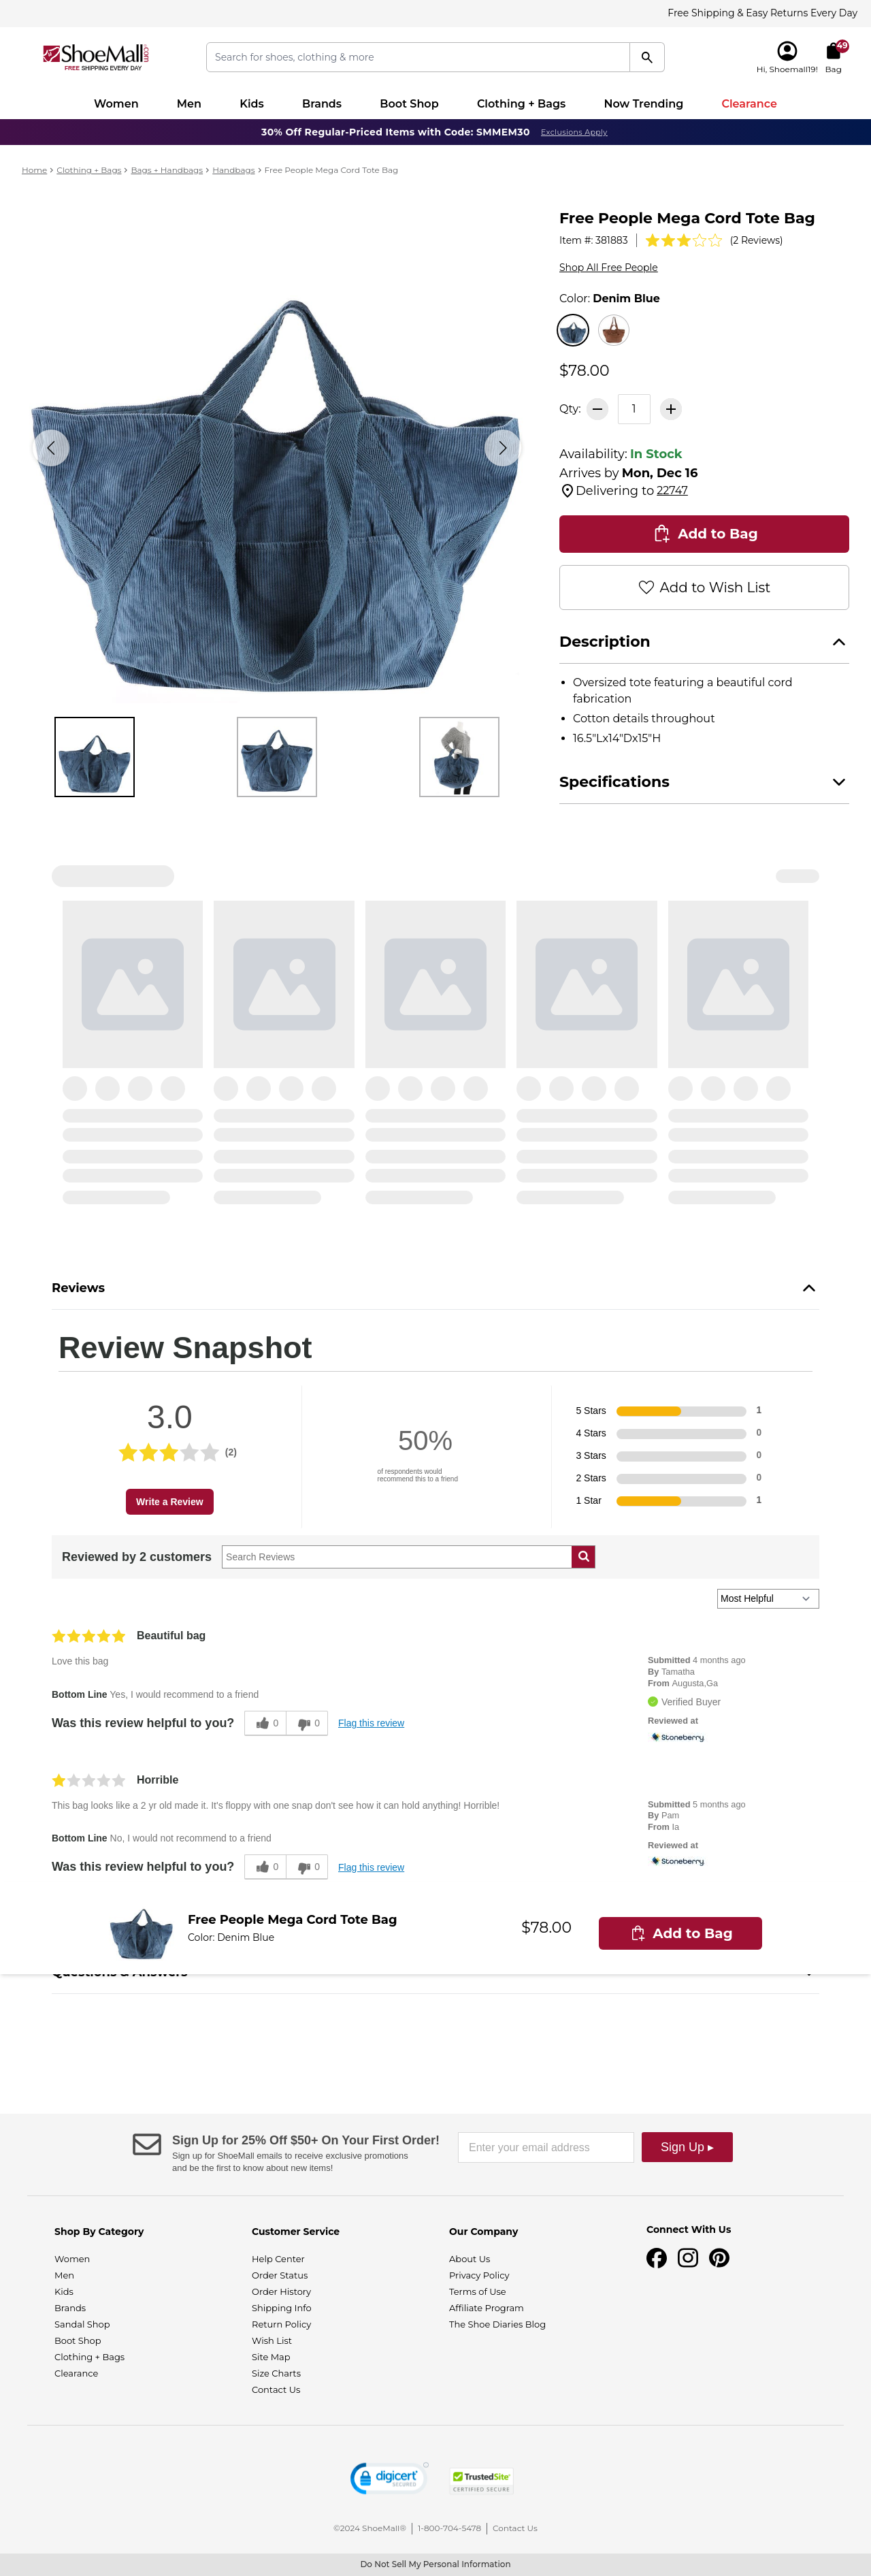 Free Shipping & Easy Returns Every Day
ShoeMall.com
FREE SHIPPING EVERY DAY
Search for shoes, clothing & more
Hi, Shoemall19!
49
Bag
Women
Men
Kids
Brands
Boot Shop
Clothing + Bags
Now Trending
Clearance
30% Off Regular-Priced Items with Code: SMMEM30 Exclusions Apply
Home > Clothing + Bags > Bags + Handbags > Handbags > Free People Mega Cord Tote Bag
Free People Mega Cord Tote Bag
Item #: 381883
(2 Reviews)
Shop All Free People
Color: Denim Blue
$78.00
Qty:
1
Availability: In Stock
Arrives by Mon, Dec 16
Delivering to 22747
Add to Bag
Add to Wish List
Description
• Oversized tote featuring a beautiful cord
fabrication
• Cotton details throughout
• 16.5"Lx14"Dx15"H
Specifications
Reviews
Review Snapshot
3.0
(2)
Write a Review
50%
of respondents would
recommend this to a friend
5 Stars 1
4 Stars 0
3 Stars 0
2 Stars 0
1 Star 1
Reviewed by 2 customers
Search Reviews
Most Helpful
Beautiful bag
Love this bag
Bottom Line Yes, I would recommend to a friend
Was this review helpful to you? 0 0 Flag this review
Submitted 4 months ago
By Tamatha
From Augusta,Ga
Verified Buyer
Reviewed at
Stoneberry
Horrible
This bag looks like a 2 yr old made it. It's floppy with one snap don't see how it can hold anything! Horrible!
Bottom Line No, I would not recommend to a friend
Was this review helpful to you? 0 0 Flag this review
Submitted 5 months ago
By Pam
From Ia
Reviewed at
Stoneberry
Free People Mega Cord Tote Bag
Color: Denim Blue
$78.00
Add to Bag
Questions & Answers
Sign Up for 25% Off $50+ On Your First Order!
Sign up for ShoeMall emails to receive exclusive promotions
and be the first to know about new items!
Enter your email address
Sign Up ▸
Shop By Category
Women
Men
Kids
Brands
Sandal Shop
Boot Shop
Clothing + Bags
Clearance
Customer Service
Help Center
Order Status
Order History
Shipping Info
Return Policy
Wish List
Site Map
Size Charts
Contact Us
Our Company
About Us
Privacy Policy
Terms of Use
Affiliate Program
The Shoe Diaries Blog
Connect With Us
digicert
SECURED
TrustedSite
CERTIFIED SECURE
©2024 ShoeMall® | 1-800-704-5478 | Contact Us
Do Not Sell My Personal Information